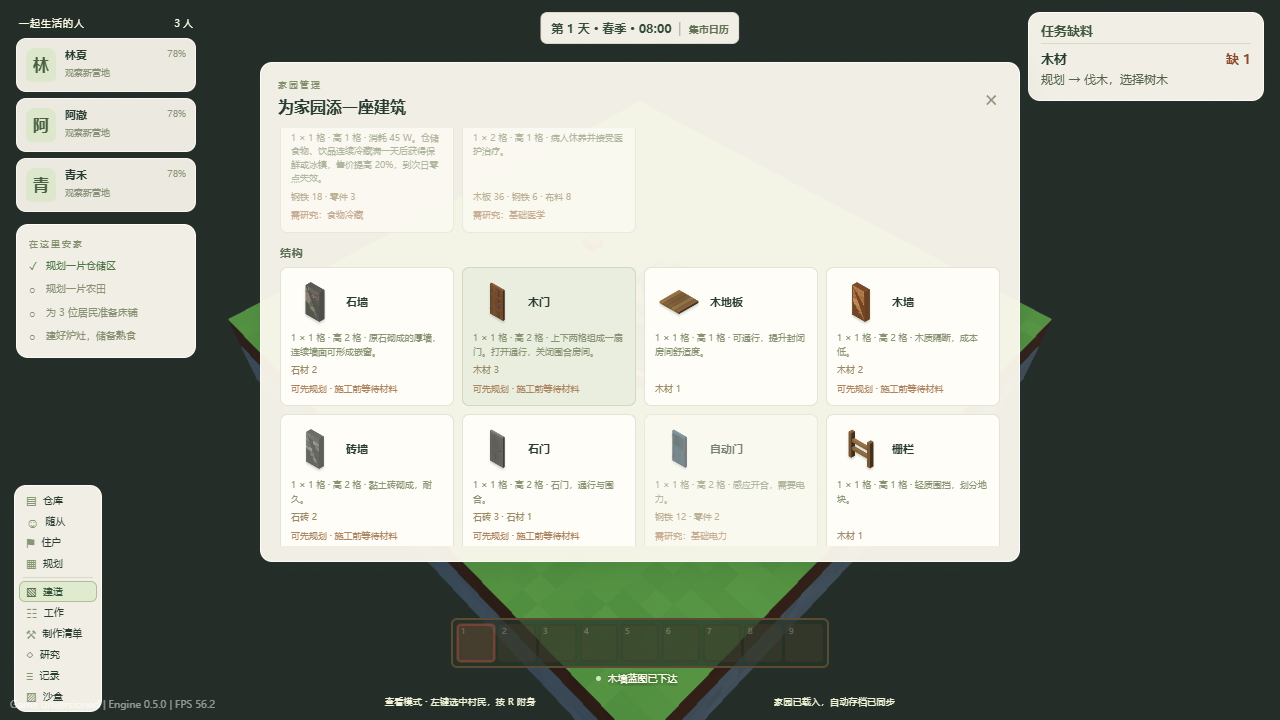 一起生活的人 3 人
林 林夏 78%
观察新营地
阿 阿澈 78%
观察新营地
青 青禾 78%
观察新营地
在这里安家
✓ 规划一片仓储区
○ 规划一片农田
○ 为 3 位居民准备床铺
○ 建好炉灶，储备熟食
第 1 天 • 春季 • 08:00 | 集市日历
任务缺料
木材 缺 1
规划 → 伐木，选择树木
家园管理
为家园添一座建筑
×
1 × 1 格 · 高 1 格 · 消耗 45 W。仓储
食物、饮品连续冷藏满一天后获得保
鲜或冰镇，售价提高 20%，到次日零
点失效。
钢铁 18 · 零件 3
需研究：食物冷藏
1 × 2 格 · 高 1 格 · 病人休养并接受医
护治疗。
木板 36 · 钢铁 6 · 布料 8
需研究：基础医学
结构
石墙
1 × 1 格 · 高 2 格 · 原石砌成的厚墙，
连续墙面可形成嵌窗。
石材 2
可先规划 · 施工前等待材料
木门
1 × 1 格 · 高 2 格 · 上下两格组成一扇
门。打开通行，关闭围合房间。
木材 3
可先规划 · 施工前等待材料
木地板
1 × 1 格 · 高 1 格 · 可通行，提升封闭
房间舒适度。
木材 1
木墙
1 × 1 格 · 高 2 格 · 木质隔断，成本
低。
木材 2
可先规划 · 施工前等待材料
砖墙
1 × 1 格 · 高 2 格 · 黏土砖砌成，耐
久。
石砖 2
可先规划 · 施工前等待材料
石门
1 × 1 格 · 高 2 格 · 石门，通行与围
合。
石砖 3 · 石材 1
可先规划 · 施工前等待材料
自动门
1 × 1 格 · 高 2 格 · 感应开合，需要电
力。
钢铁 12 · 零件 2
需研究：基础电力
栅栏
1 × 1 格 · 高 1 格 · 轻质围挡，划分地
块。
木材 1
仓库
随从
住户
规划
建造
工作
制作清单
研究
记录
沙盒
1 2 3 4 5 6 7 8 9
木墙蓝图已下达
| Engine 0.5.0 | FPS 56.2
查看模式 · 左键选中村民，按 R 附身
家园已载入，自动存档已同步